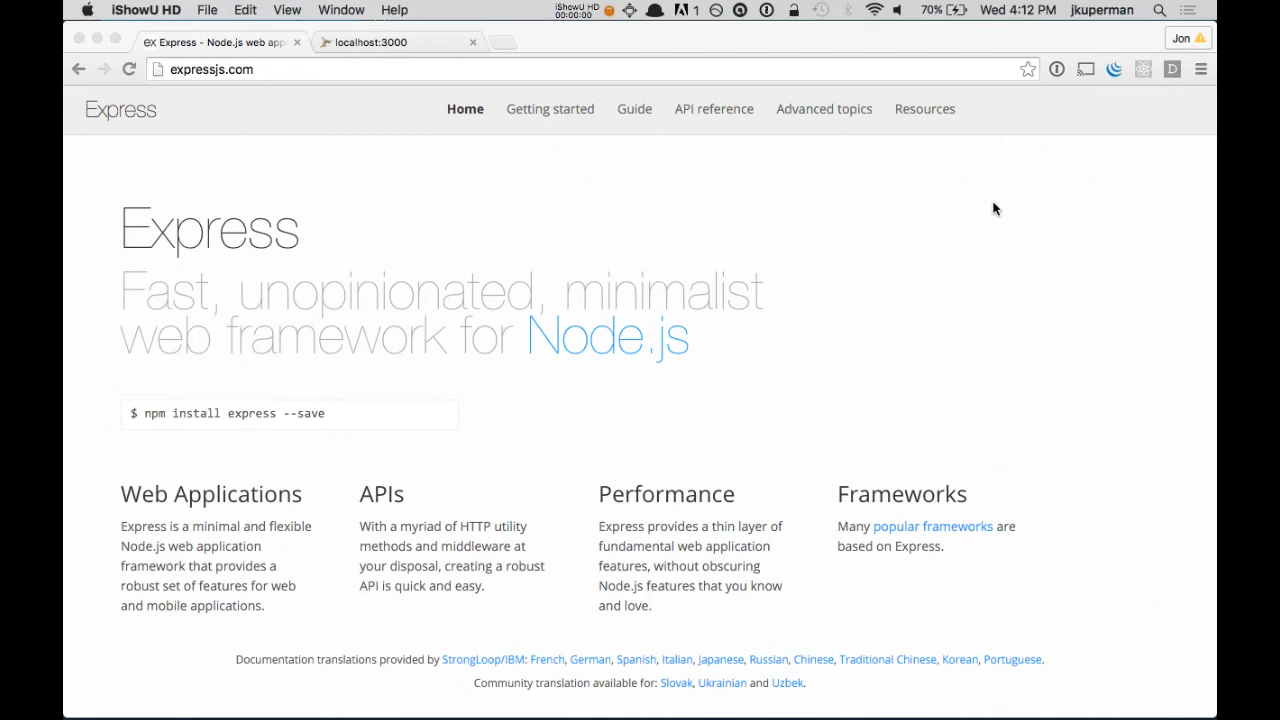 iShowU HD File Edit View Window Help iShowU HD 00:00:00 1 70% Wed 4:12 PM jkuperman
ex Express - Node.js web app × localhost:3000 × Jon
expressjs.com
Express Home Getting started Guide API reference Advanced topics Resources
Express
Fast, unopinionated, minimalist
web framework for Node.js
$ npm install express --save
Web Applications
Express is a minimal and flexible
Node.js web application
framework that provides a
robust set of features for web
and mobile applications.
APIs
With a myriad of HTTP utility
methods and middleware at
your disposal, creating a robust
API is quick and easy.
Performance
Express provides a thin layer of
fundamental web application
features, without obscuring
Node.js features that you know
and love.
Frameworks
Many popular frameworks are
based on Express.
Documentation translations provided by StrongLoop/IBM: French, German, Spanish, Italian, Japanese, Russian, Chinese, Traditional Chinese, Korean, Portuguese.
Community translation available for: Slovak, Ukrainian and Uzbek.